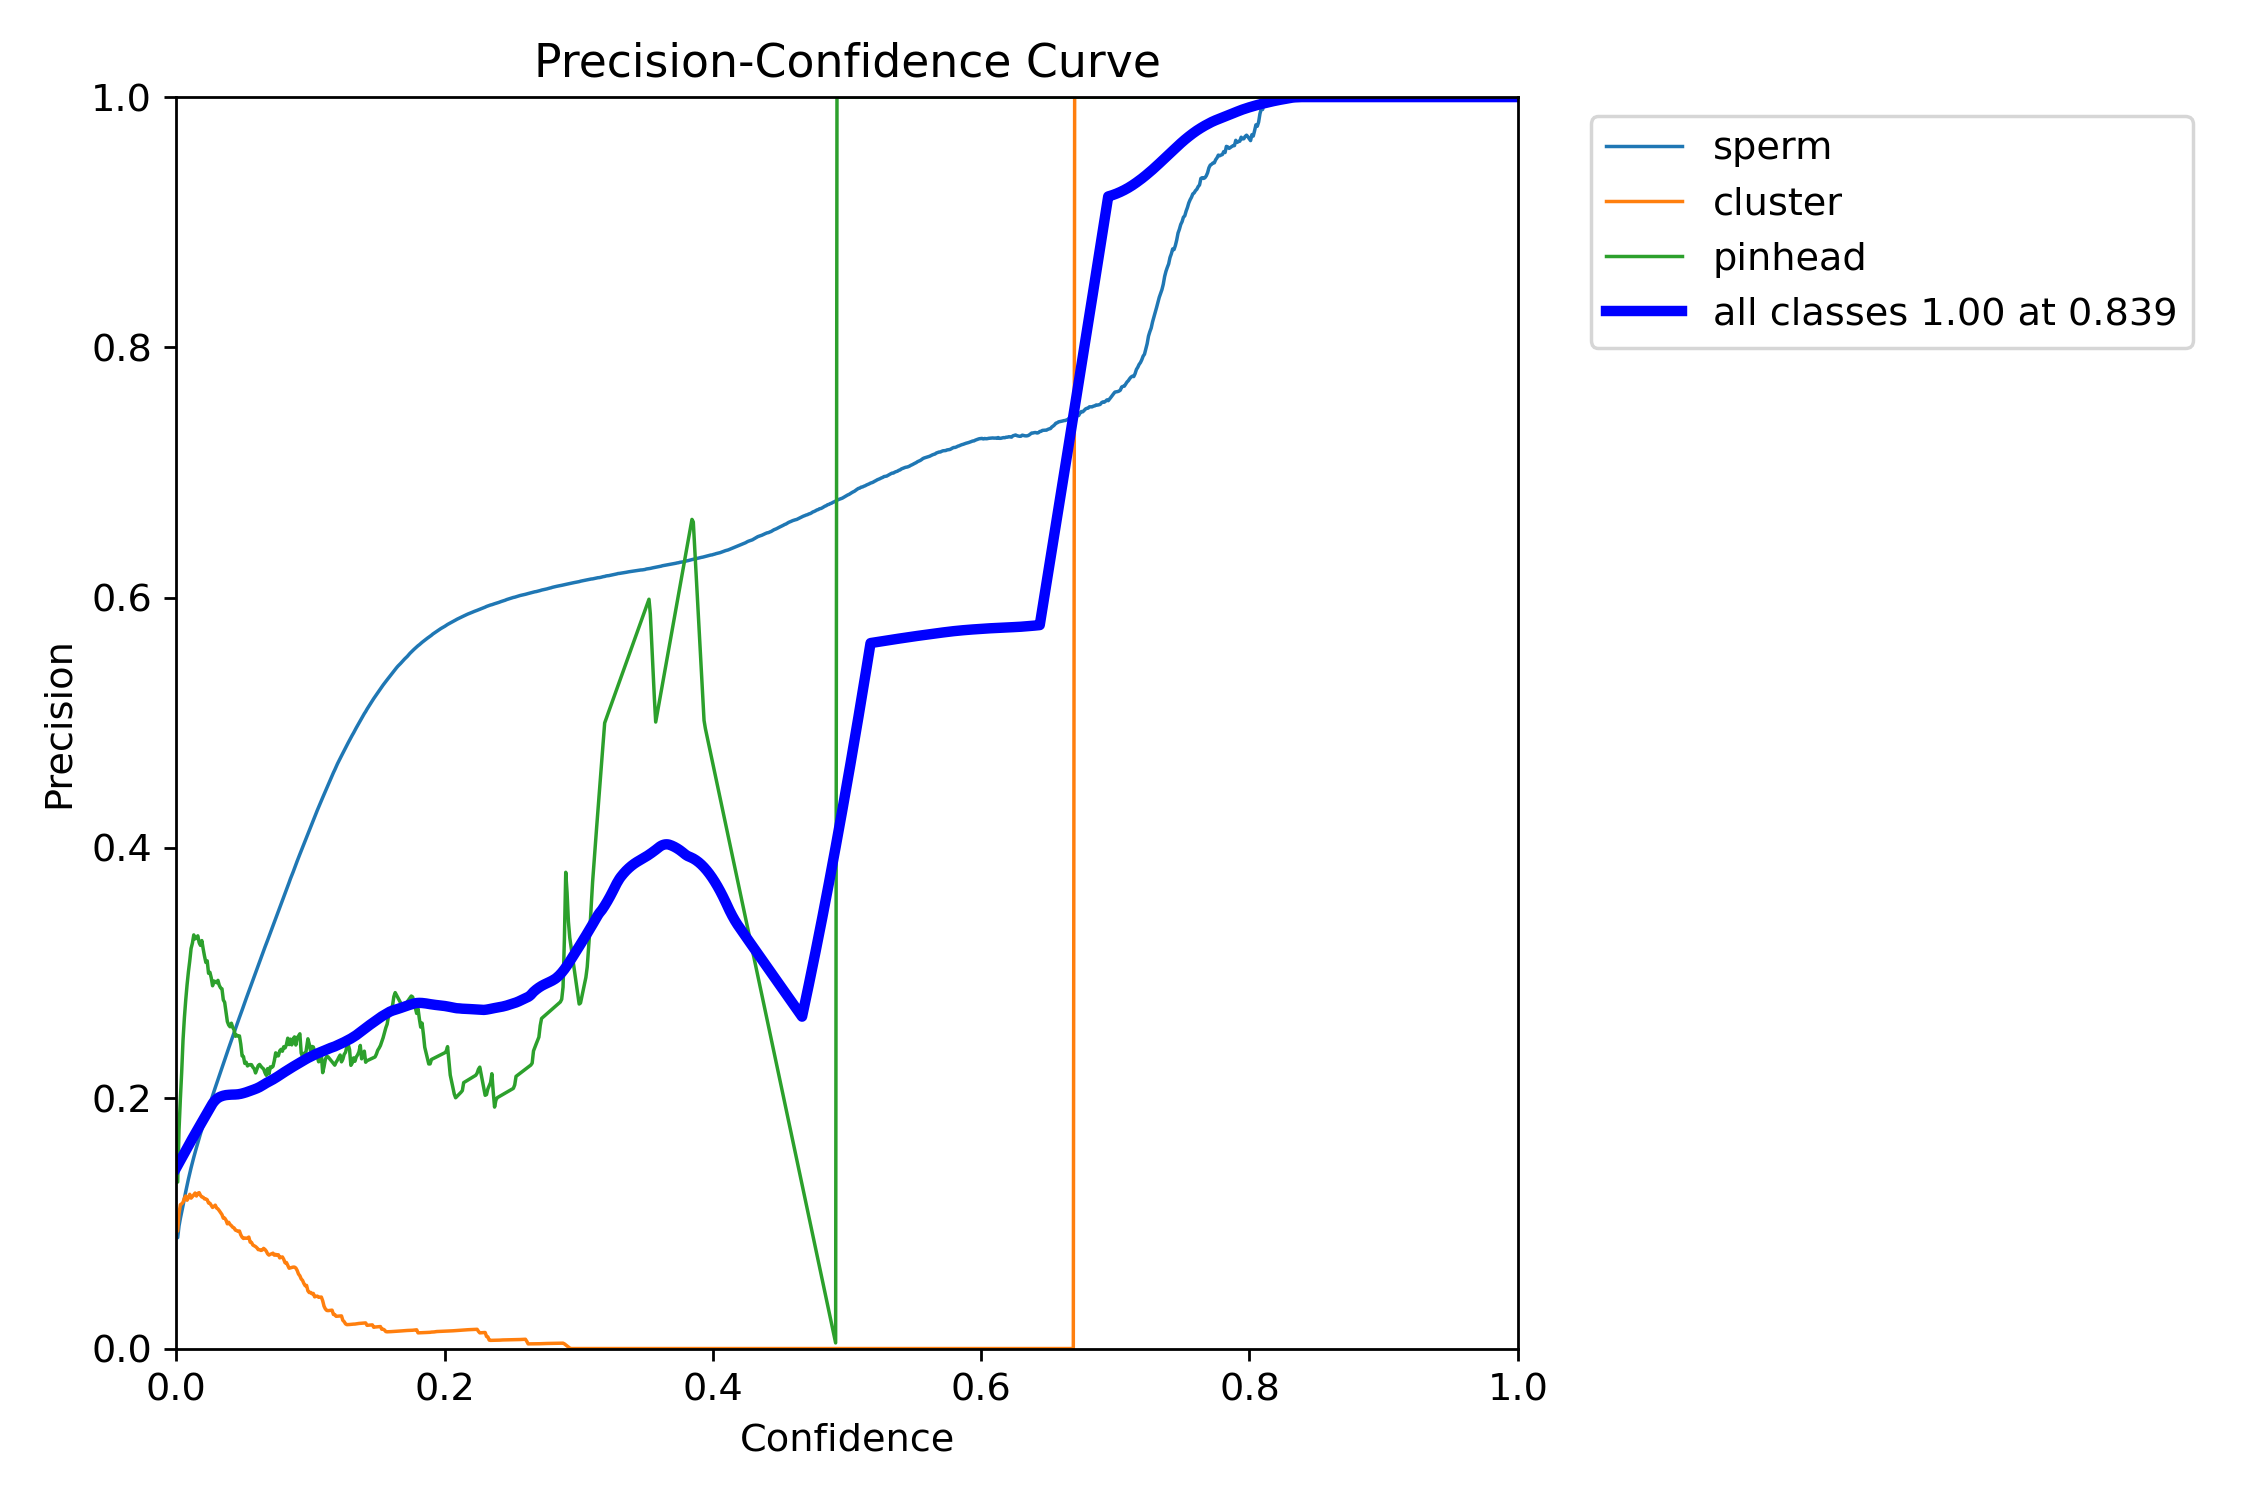 Precision-Confidence Curve
1.0
0.8
0.6
0.4
0.2
0.0
Precision
0.0 0.2 0.4 0.6 0.8 1.0
Confidence
sperm
cluster
pinhead
all classes 1.00 at 0.839